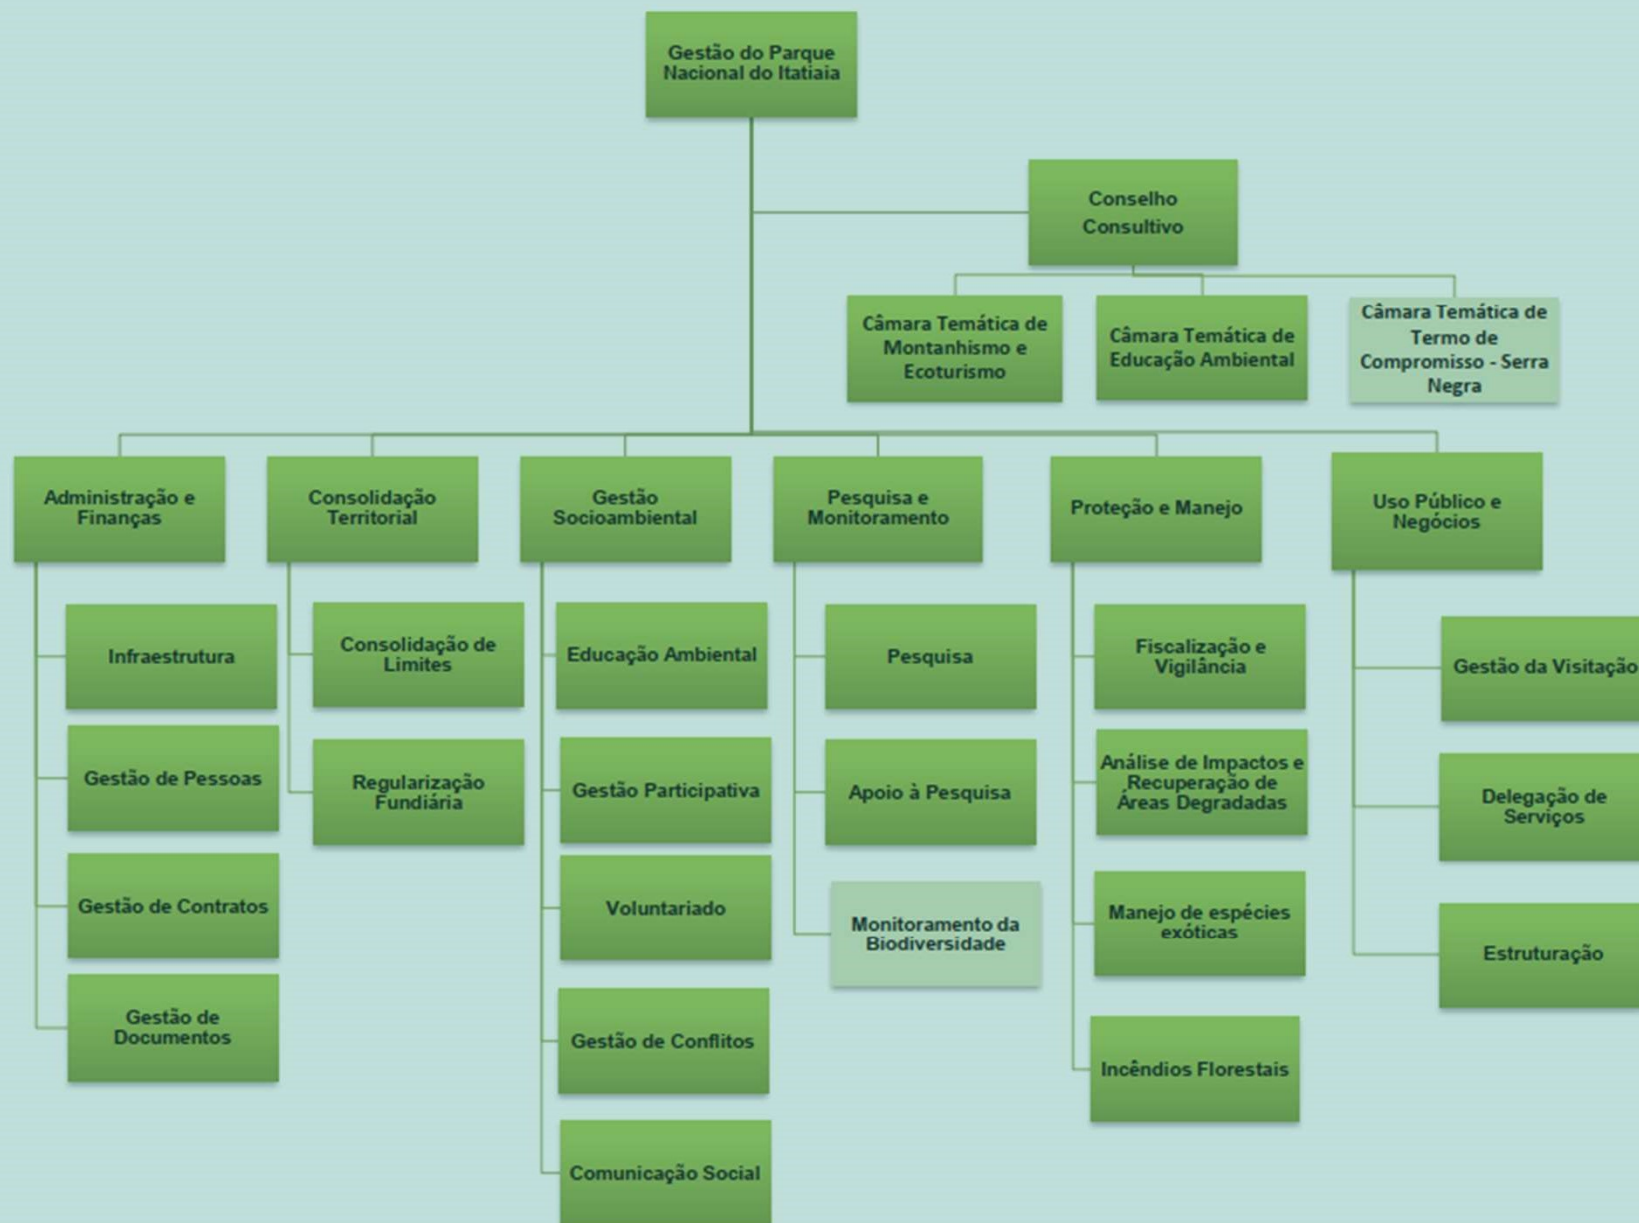 Gestão do Parque
Nacional do Itatiaia
Conselho
Consultivo
Câmara Temática de
Montanhismo e
Ecoturismo
Câmara Temática de
Educação Ambiental
Câmara Temática de
Termo de
Compromisso - Serra
Negra
Administração e
Finanças
Infraestrutura
Gestão de Pessoas
Gestão de Contratos
Gestão de
Documentos
Consolidação
Territorial
Consolidação de
Limites
Regularização
Fundiária
Gestão
Socioambiental
Educação Ambiental
Gestão Participativa
Voluntariado
Gestão de Conflitos
Comunicação Social
Pesquisa e
Monitoramento
Pesquisa
Apoio à Pesquisa
Monitoramento da
Biodiversidade
Proteção e Manejo
Fiscalização e
Vigilância
Análise de Impactos e
Recuperação de
Áreas Degradadas
Manejo de espécies
exóticas
Incêndios Florestais
Uso Público e
Negócios
Gestão da Visitação
Delegação de
Serviços
Estruturação